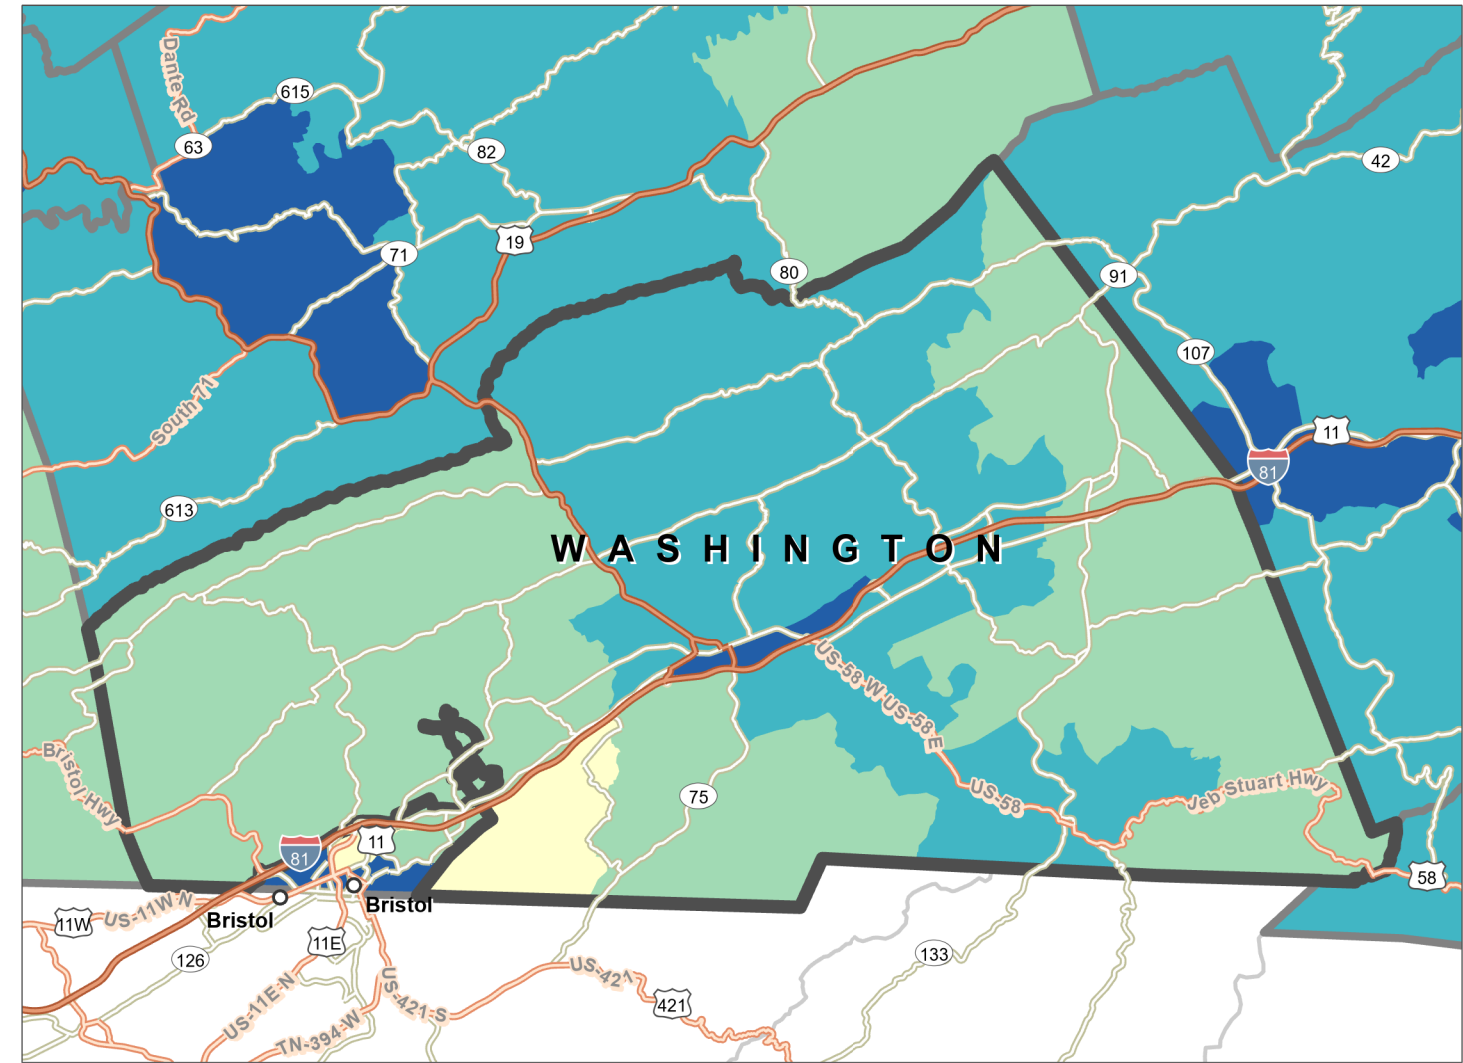 Dante Rd
615
63
82
42
19
71
80
91
107
South 71
11
81
613
WASHINGTON
US-58 W US-58 E
Bristol Hwy
75
US-58
Jeb Stuart Hwy
11
81
58
US-11W N
11W
Bristol
Bristol
11E
126
133
US-421
US-421 S
421
US-11E N
TN-394 W